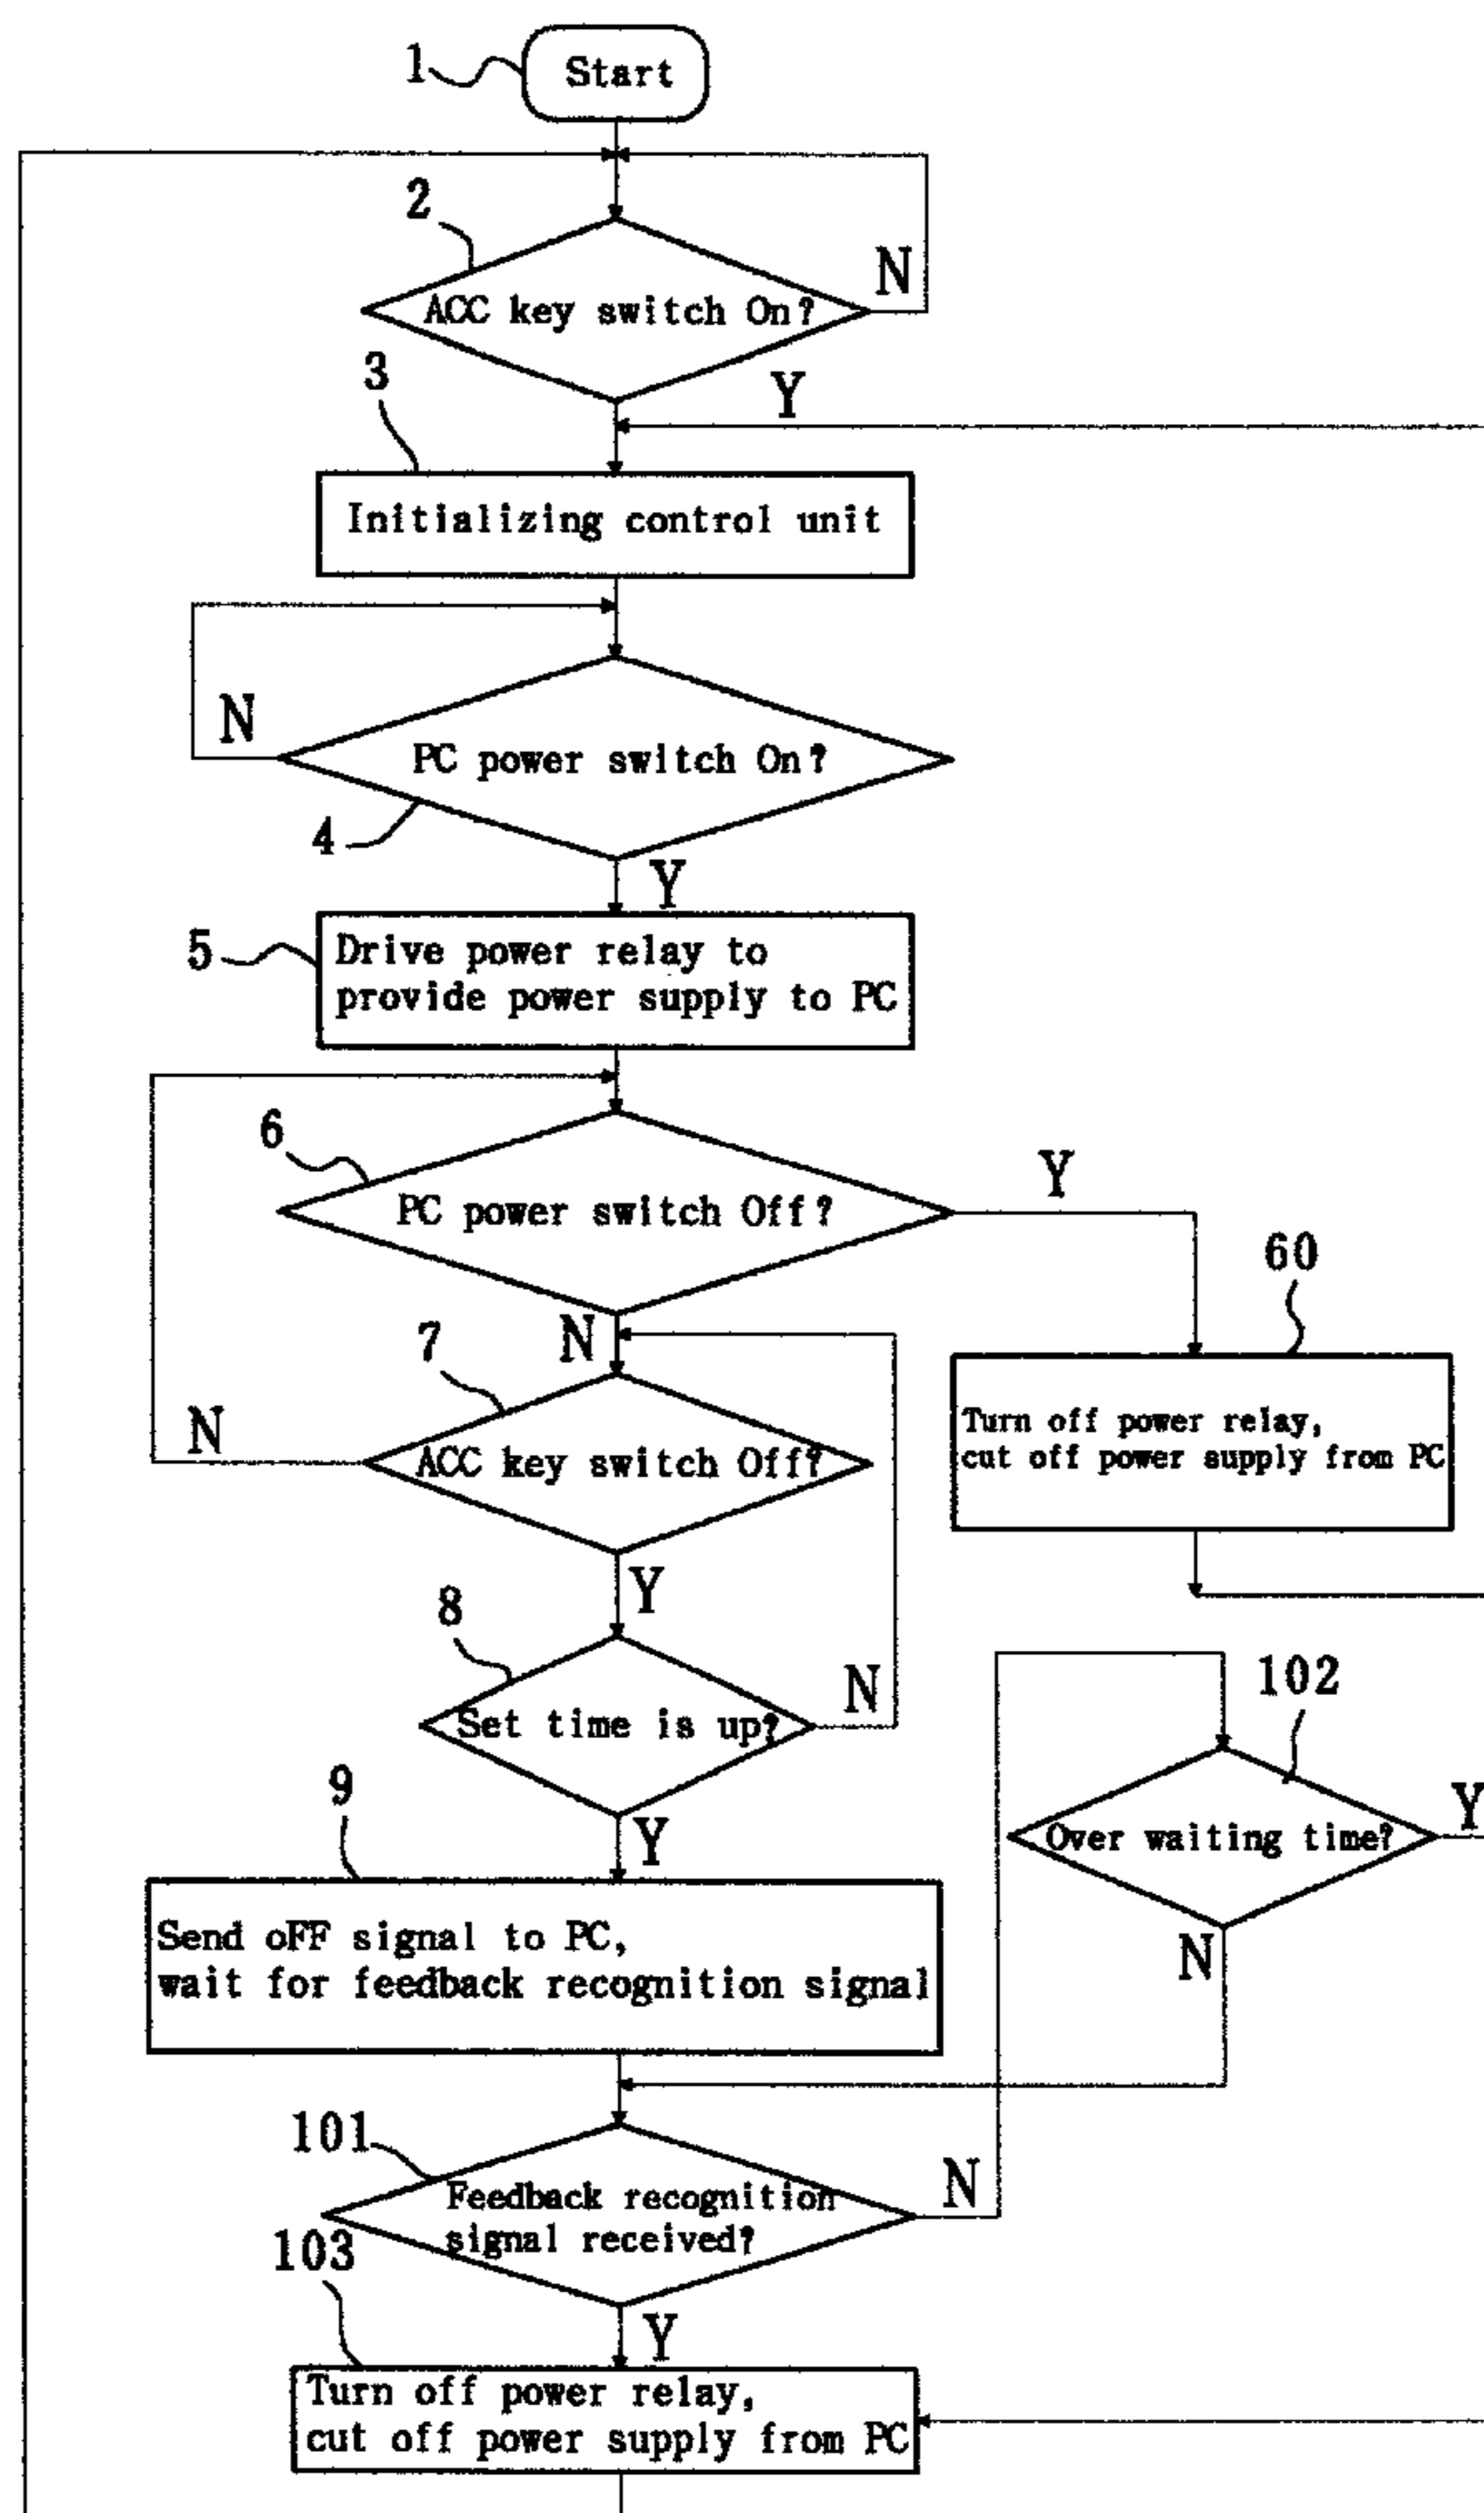 1
Start
2
N
ACC key switch On?
3
Y
Initializing control unit
N
PC power switch On?
4
Y
5
Drive power relay to
provide power supply to PC
6
Y
PC power switch Off?
60
7
N
N
Turn off power relay,
cut off power supply from PC
ACC key switch Off?
Y
8
N
102
Set time is up?
9
Y
Y
Over waiting time?
Send oFF signal to PC,
wait for feedback recognition signal
N
101
N
Feedback recognition
signal received?
103
Y
Turn off power relay,
cut off power supply from PC